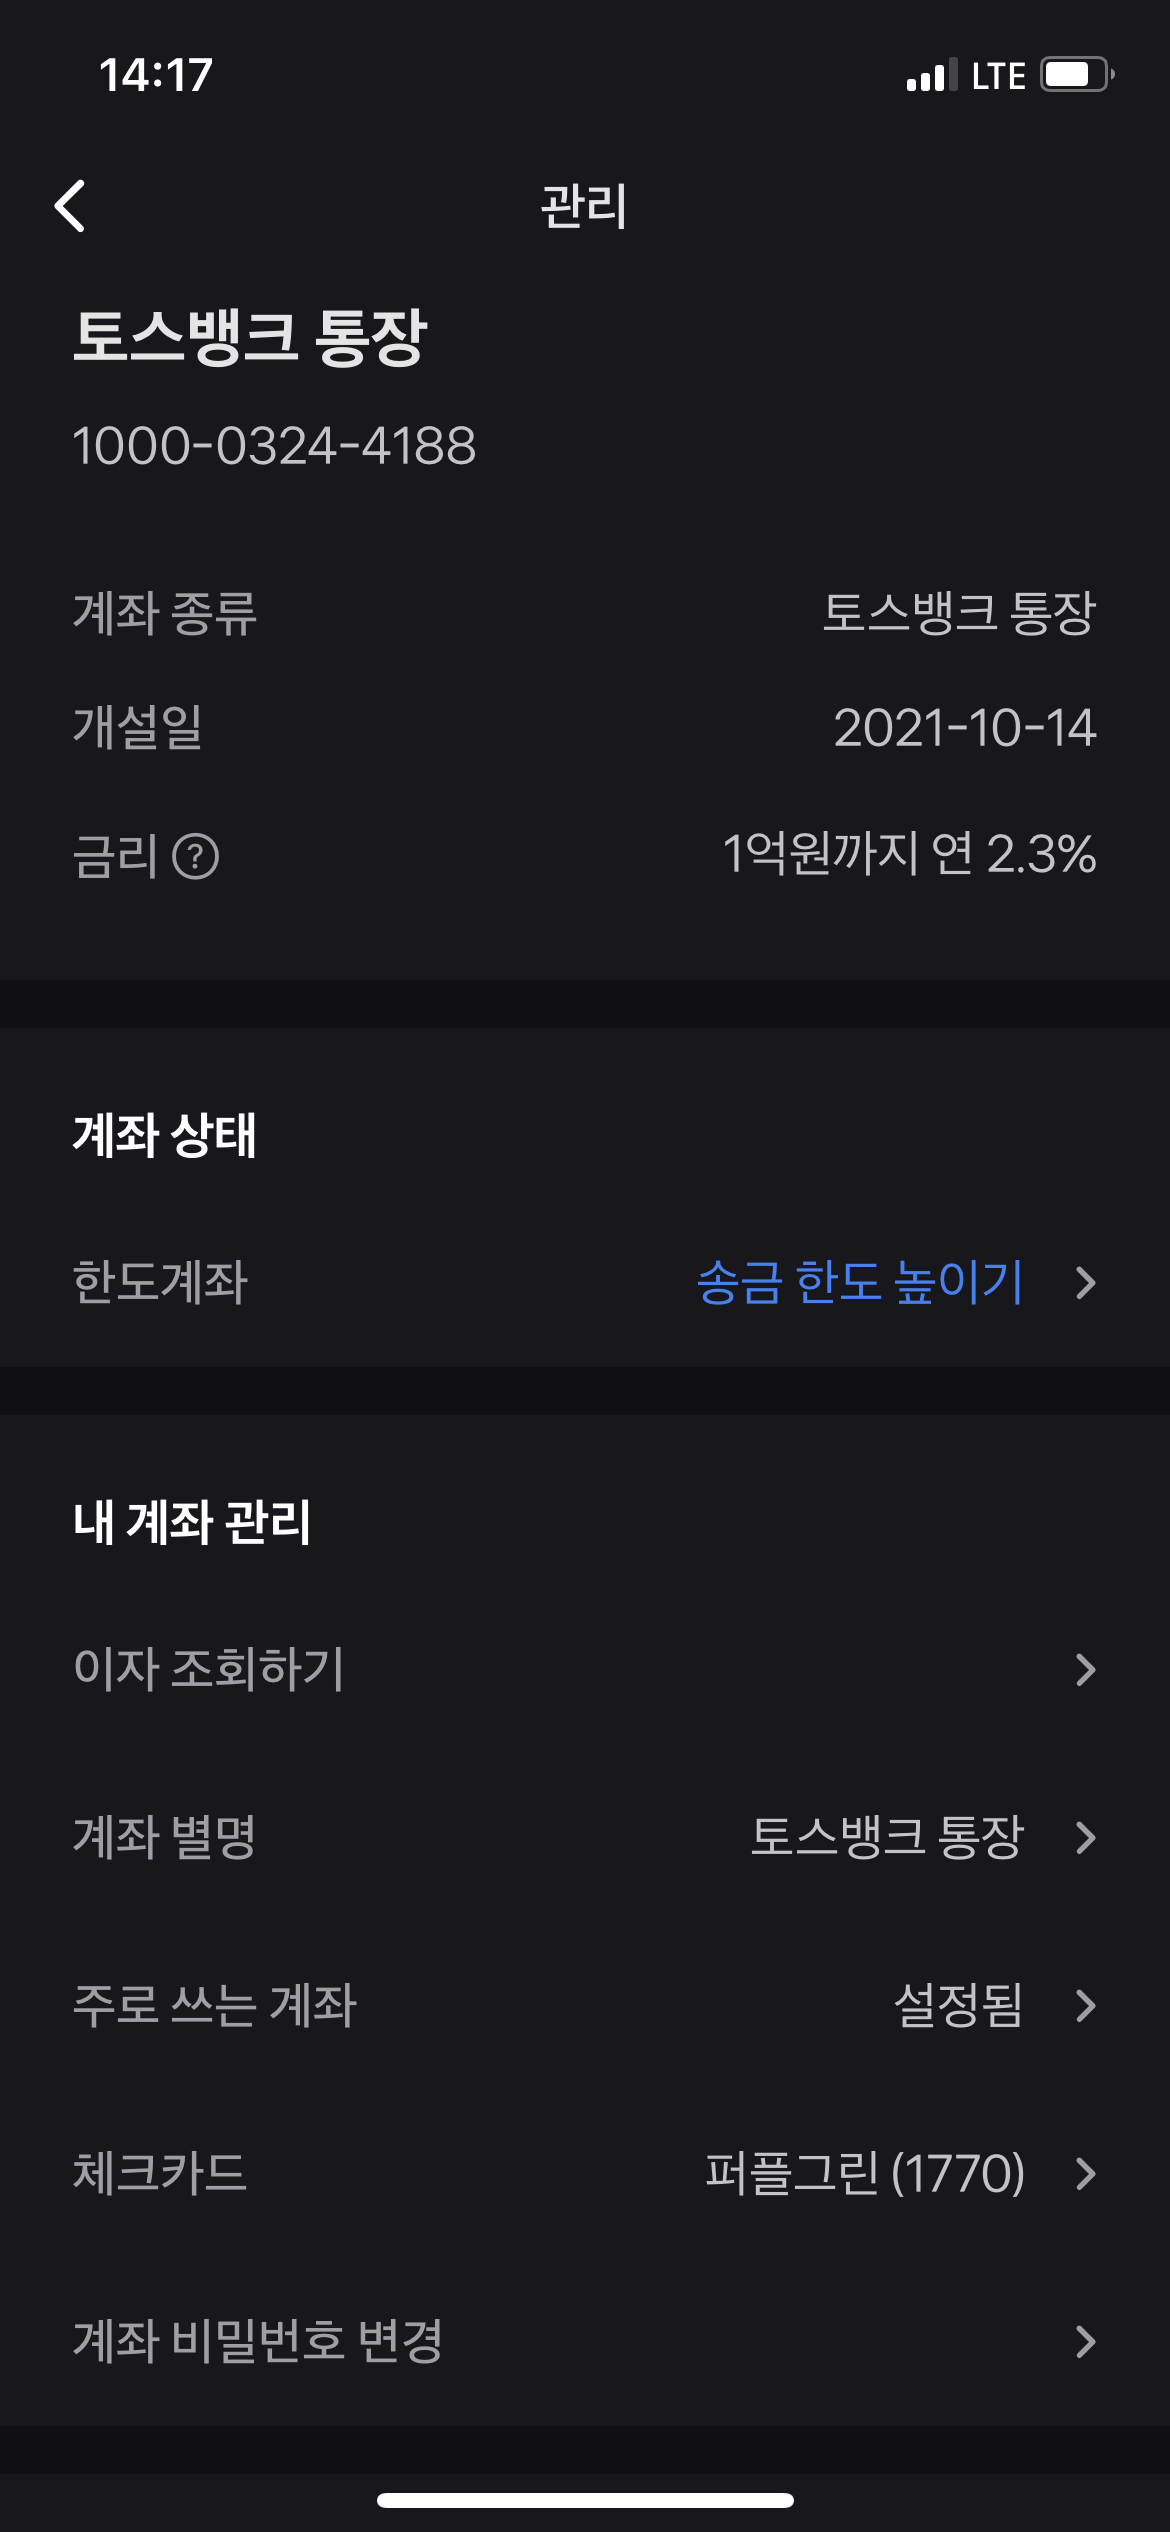 14:17
LTE
관리
토스뱅크 통장
1000-0324-4188
계좌 종류 토스뱅크 통장
개설일 2021-10-14
금리 ? 1억원까지 연 2.3%
계좌 상태
한도계좌 송금 한도 높이기
내 계좌 관리
이자 조회하기
계좌 별명 토스뱅크 통장
주로 쓰는 계좌 설정됨
체크카드 퍼플그린 (1770)
계좌 비밀번호 변경